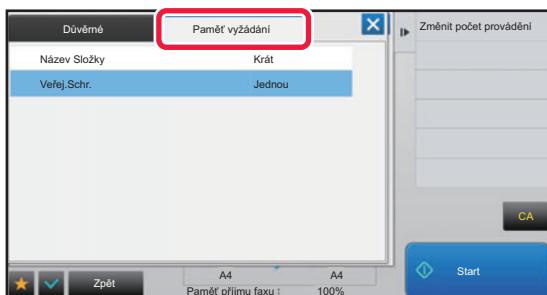 Důvěrné
Paměť vyžádání
Změnit počet provádění
Název Složky Krát
Veřej.Schr. Jednou
CA
Zpět
A4 A4
Paměť příjmu faxu : 100%
Start